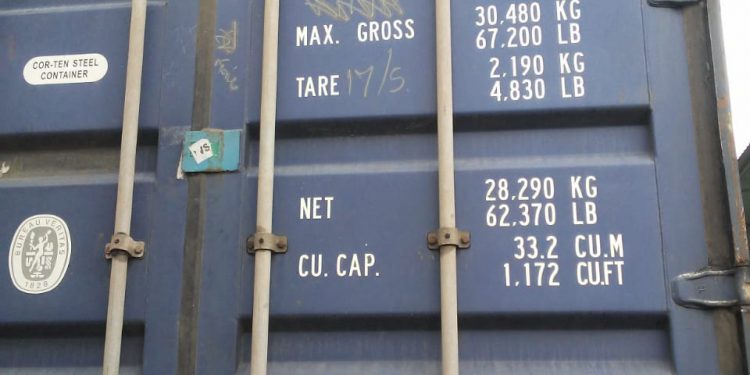 COR-TEN STEEL
CONTAINER
MAX. GROSS
30,480 KG
67,200 LB
TARE 17/5.
2,190 KG
4,830 LB
NET
28,290 KG
62,370 LB
CU. CAP.
33.2 CU.M
1,172 CU.FT
BUREAU VERITAS
1828